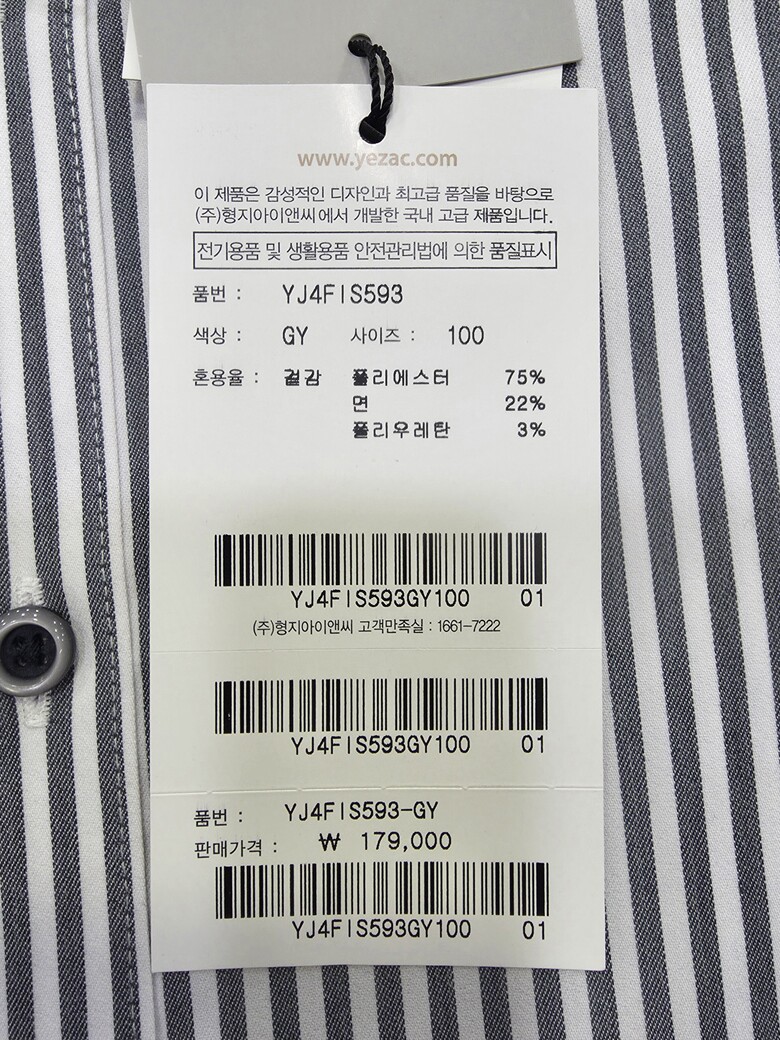 www.yezac.com
이 제품은 감성적인 디자인과 최고급 품질을 바탕으로
(주)형지아이앤씨에서 개발한 국내 고급 제품입니다.
전기용품 및 생활용품 안전관리법에 의한 품질표시
품번 : YJ4FIS593
색상 : GY 사이즈 : 100
혼용율 : 겉감 폴리에스터 75%
면 22%
폴리우레탄 3%
YJ4FIS593GY100 01
(주)형지아이앤씨 고객만족실 : 1661-7222
YJ4FIS593GY100 01
품번 : YJ4FIS593-GY
판매가격 : ₩ 179,000
YJ4FIS593GY100 01